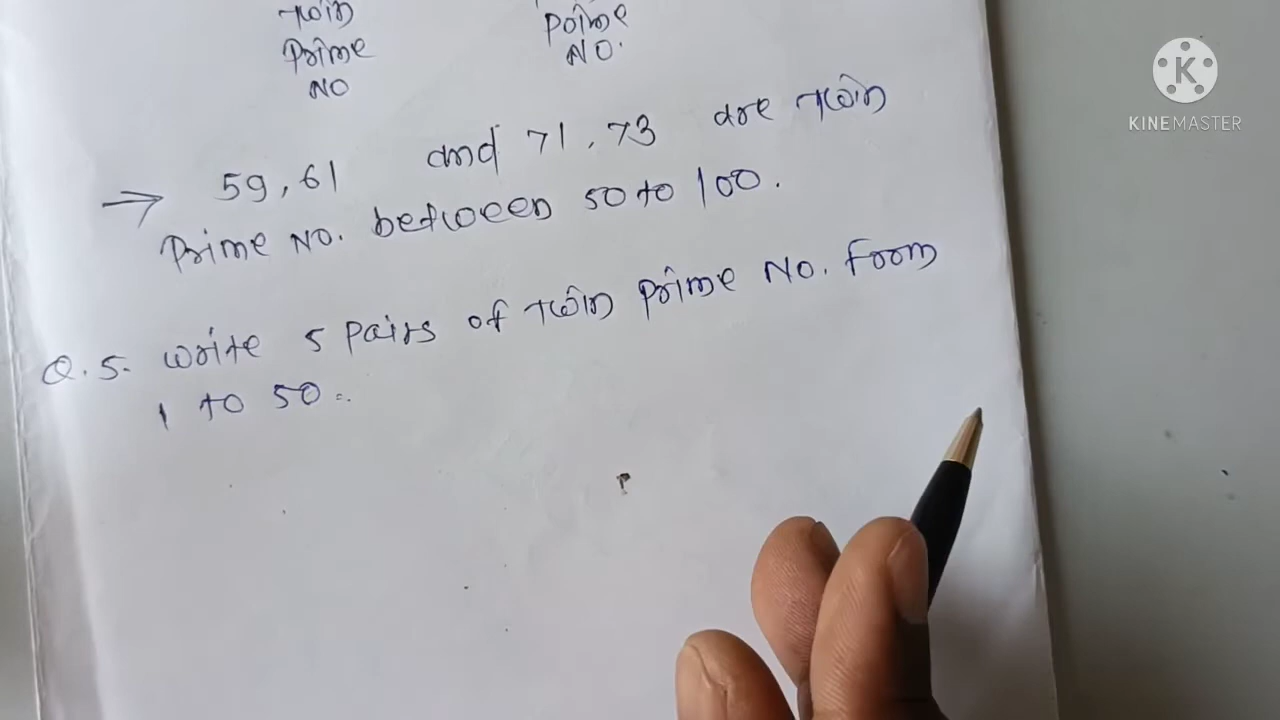 Twin
Prime
NO
Prime
NO.
→ 59, 61 and 71, 73 are Twin
Prime NO. between 50 to 100.
Q. 5. write 5 pairs of twin prime NO. From
1 to 50.
K
KINEMASTER